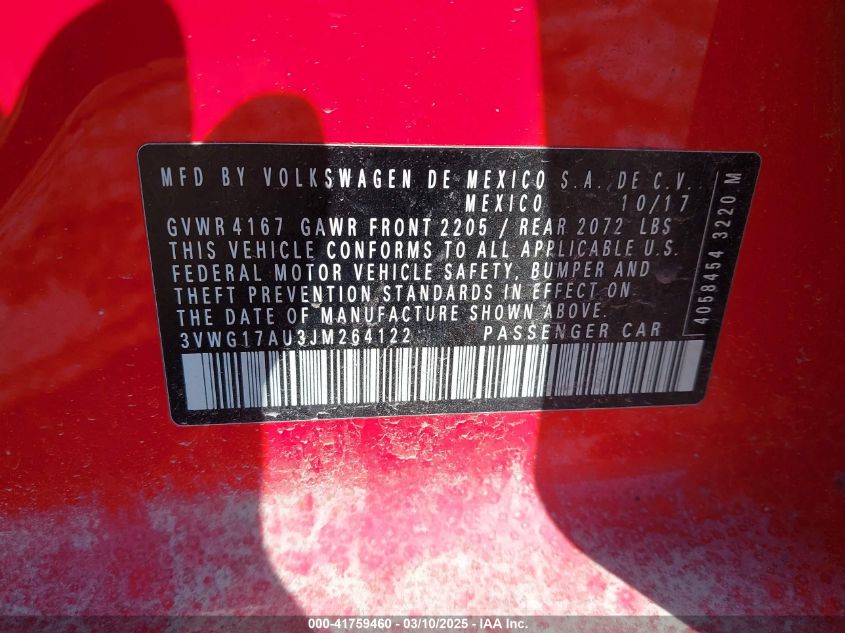 MFD BY VOLKSWAGEN DE MEXICO S.A. DE C.V.
MEXICO 10/17
GVWR 4167 GAWR FRONT 2205 / REAR 2072 LBS
THIS VEHICLE CONFORMS TO ALL APPLICABLE U.S.
FEDERAL MOTOR VEHICLE SAFETY, BUMPER AND
THEFT PREVENTION STANDARDS IN EFFECT ON
THE DATE OF MANUFACTURE SHOWN ABOVE.
3VWG17AU3JM264122 PASSENGER CAR
4058454 3220 M
000-41759460 - 03/10/2025 - IAA Inc.